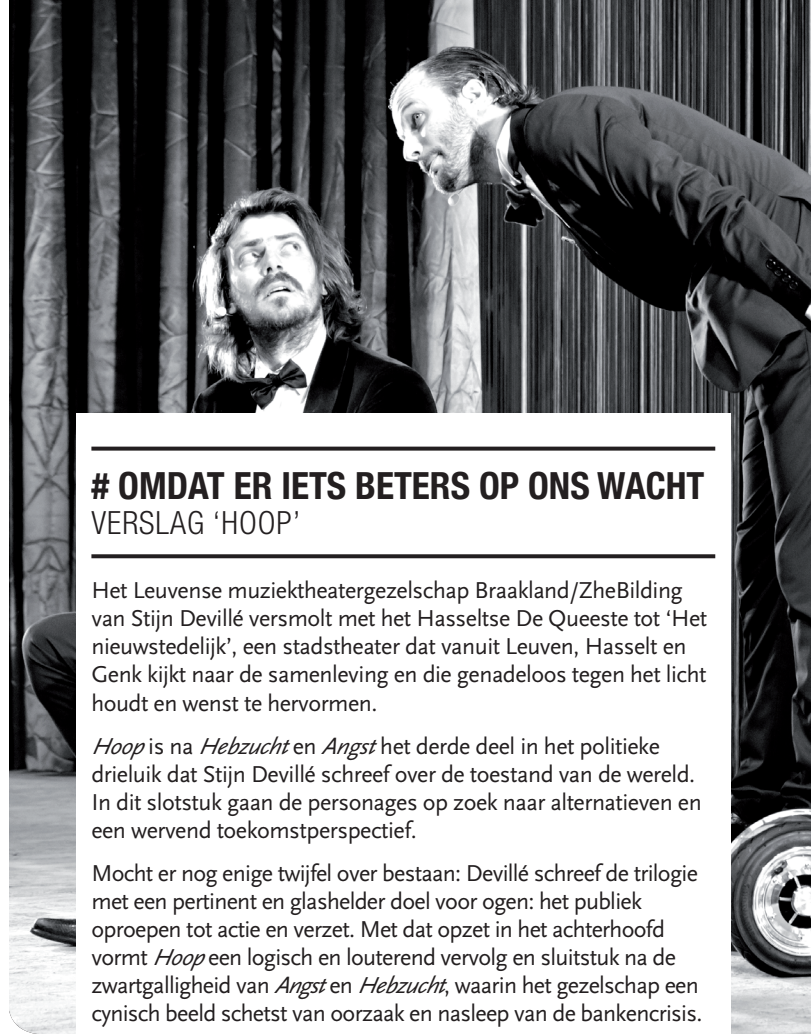 # OMDAT ER IETS BETERS OP ONS WACHT
VERSLAG ‘HOOP’
Het Leuvense muziektheatergezelschap Braakland/ZheBilding
van Stijn Devillé versmolt met het Hasseltse De Queeste tot ‘Het
nieuwstedelijk’, een stadstheater dat vanuit Leuven, Hasselt en
Genk kijkt naar de samenleving en die genadeloos tegen het licht
houdt en wenst te hervormen.
Hoop is na Hebzucht en Angst het derde deel in het politieke
drieluik dat Stijn Devillé schreef over de toestand van de wereld.
In dit slotstuk gaan de personages op zoek naar alternatieven en
een wervend toekomstperspectief.
Mocht er nog enige twijfel over bestaan: Devillé schreef de trilogie
met een pertinent en glashelder doel voor ogen: het publiek
oproepen tot actie en verzet. Met dat opzet in het achterhoofd
vormt Hoop een logisch en louterend vervolg en sluitstuk na de
zwartgalligheid van Angst en Hebzucht, waarin het gezelschap een
cynisch beeld schetst van oorzaak en nasleep van de bankencrisis.